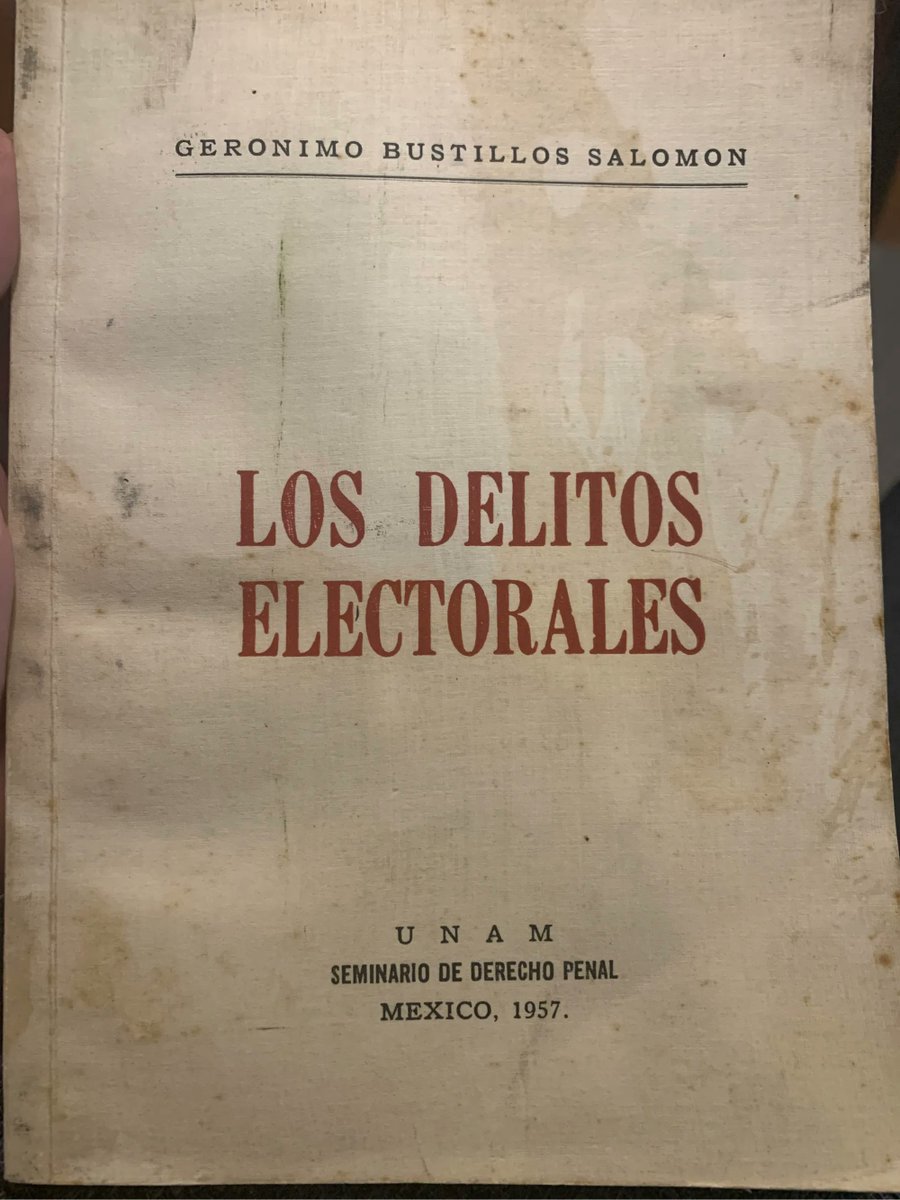 GERONIMO BUSTILLOS SALOMON
LOS DELITOS
ELECTORALES
U N A M
SEMINARIO DE DERECHO PENAL
MEXICO, 1957.